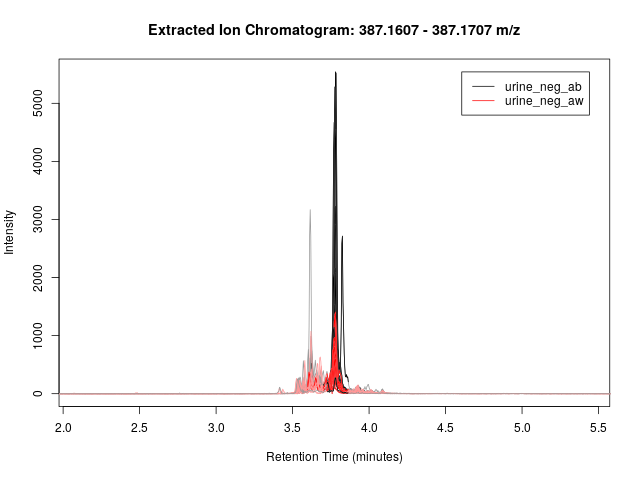 Extracted Ion Chromatogram: 387.1607 - 387.1707 m/z
urine_neg_ab
urine_neg_aw
Intensity
5000
4000
3000
2000
1000
0
2.0 2.5 3.0 3.5 4.0 4.5 5.0 5.5
Retention Time (minutes)